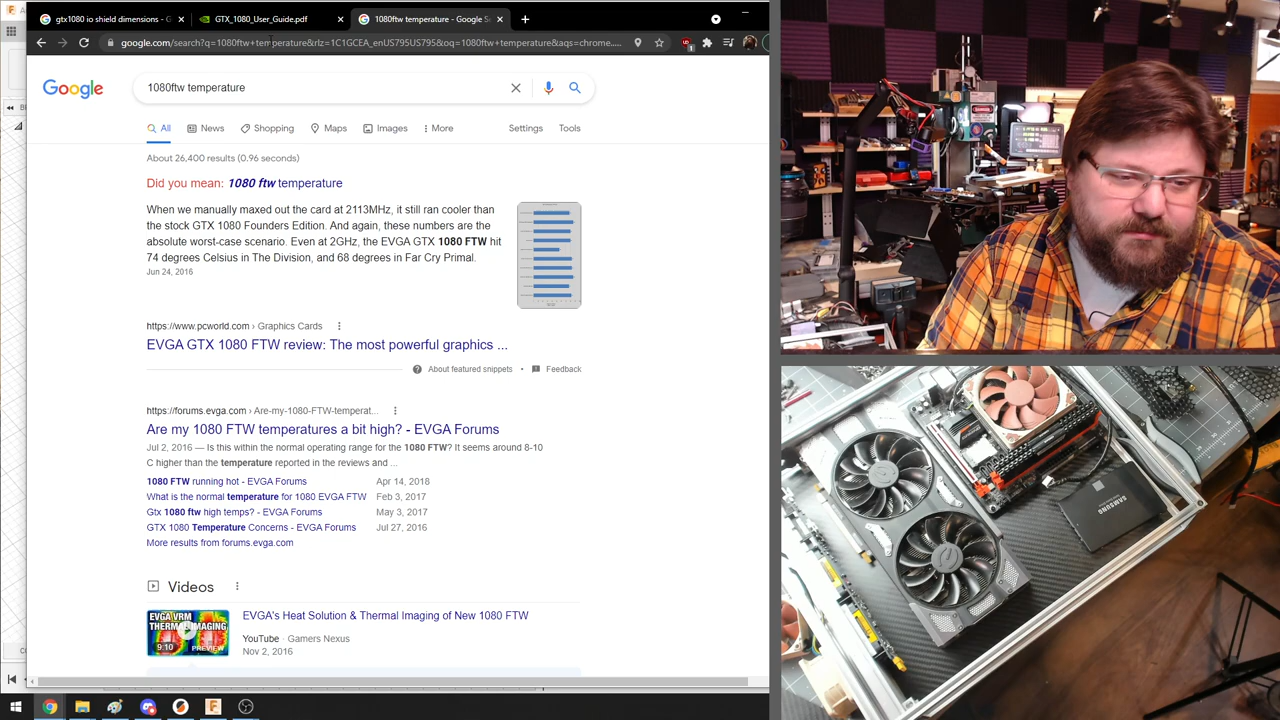 gtx1080 io shield dimensions - G
GTX_1080_User_Guide.pdf
1080ftw temperature - Google S
google.com/search?q=1080ftw+temperature&rlz=1C1GCEA_enUS795US795&oq=1080ftw+temperature&aqs=chrome.....
Google
1080ftw temperature
All
News
Shopping
Maps
Images
More
Settings
Tools
About 26,400 results (0.96 seconds)
Did you mean: 1080 ftw temperature
When we manually maxed out the card at 2113MHz, it still ran cooler than
the stock GTX 1080 Founders Edition. And again, these numbers are the
absolute worst-case scenario. Even at 2GHz, the EVGA GTX 1080 FTW hit
74 degrees Celsius in The Division, and 68 degrees in Far Cry Primal.
Jun 24, 2016
https://www.pcworld.com › Graphics Cards
EVGA GTX 1080 FTW review: The most powerful graphics ...
About featured snippets
Feedback
https://forums.evga.com › Are-my-1080-FTW-temperat...
Are my 1080 FTW temperatures a bit high? - EVGA Forums
Jul 2, 2016 — Is this within the normal operating range for the 1080 FTW? It seems around 8-10
C higher than the temperature reported in the reviews and ...
1080 FTW running hot - EVGA Forums Apr 14, 2018
What is the normal temperature for 1080 EVGA FTW Feb 3, 2017
Gtx 1080 ftw high temps? - EVGA Forums May 3, 2017
GTX 1080 Temperature Concerns - EVGA Forums Jul 27, 2016
More results from forums.evga.com
Videos
EVGA VRM
THERMAL IMAGING
9:10
PREVIEW
EVGA's Heat Solution & Thermal Imaging of New 1080 FTW
YouTube · Gamers Nexus
Nov 2, 2016
SAMSUNG